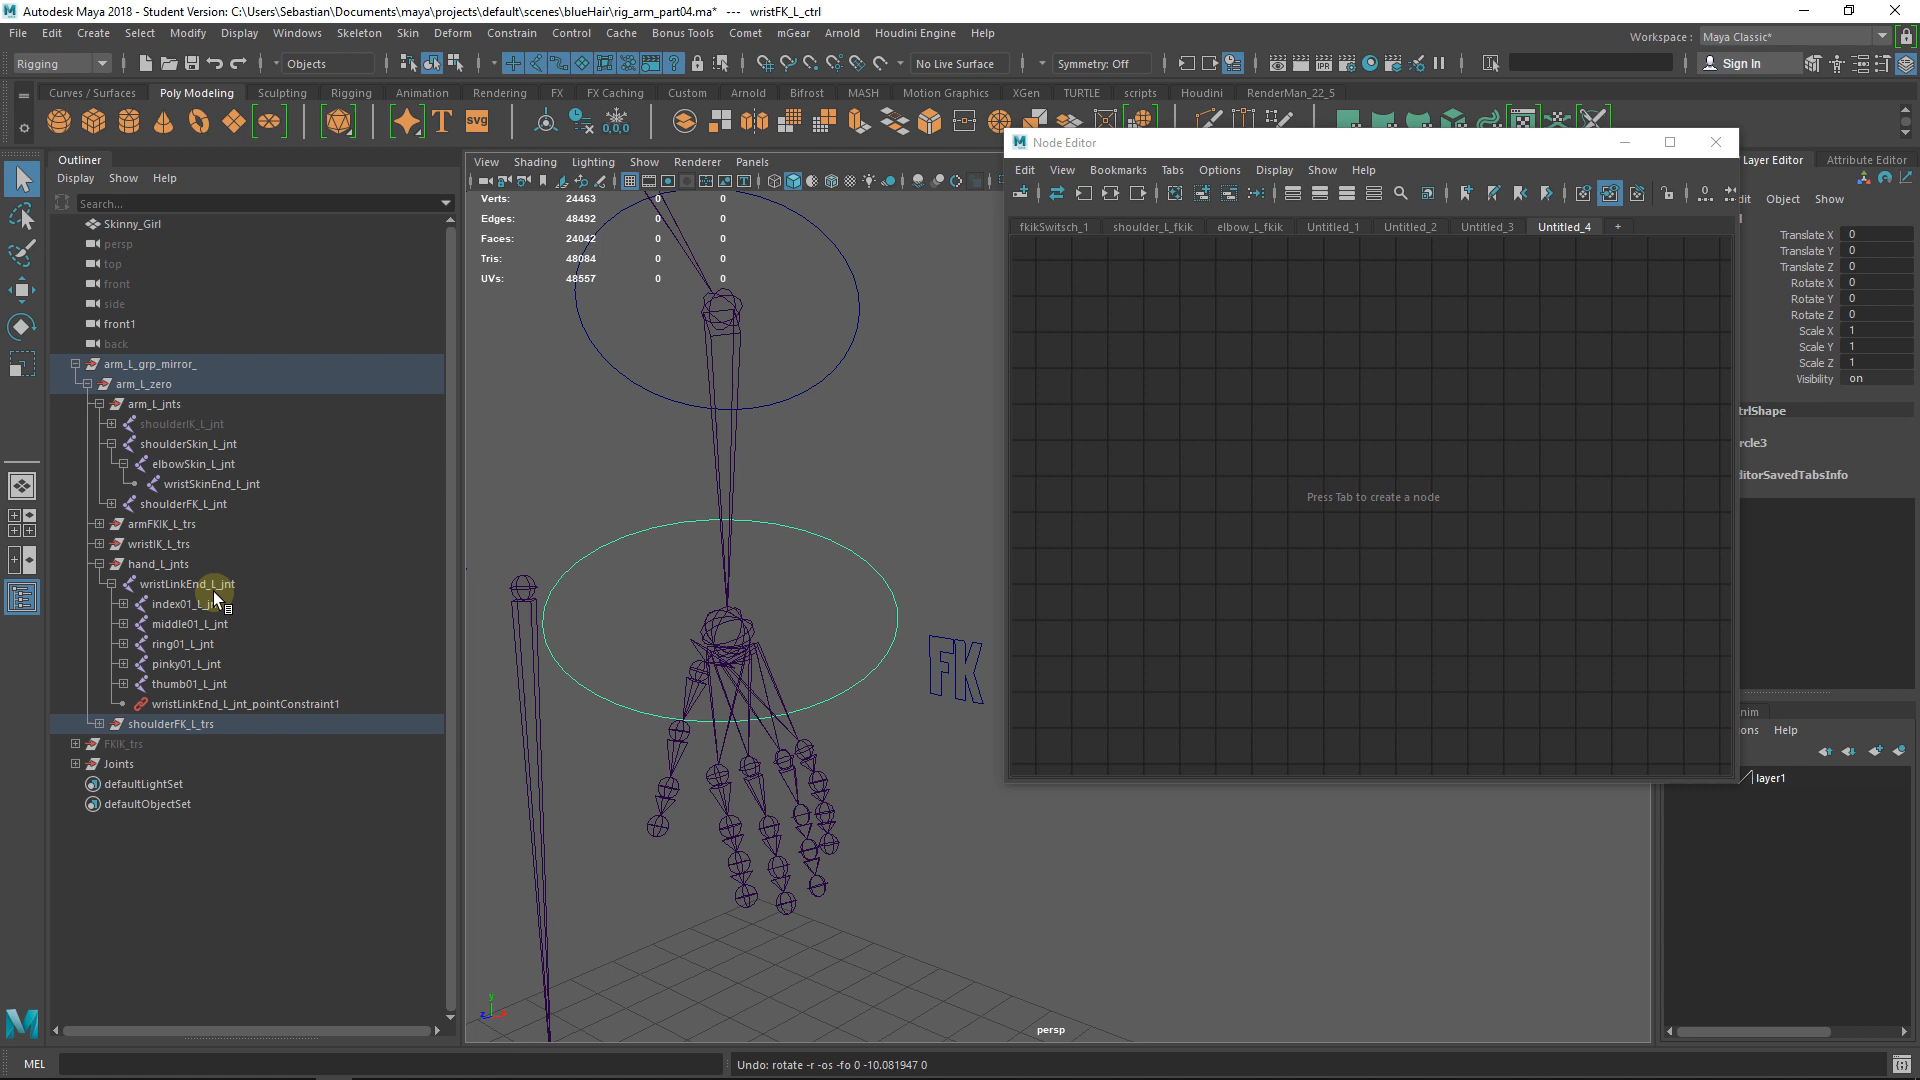 Autodesk Maya 2018 - Student Version: C:\Users\Sebastian\Documents\maya\projects\default\scenes\blueHair\rig_arm_part04.ma* --- wristFK_L_ctrl
File Edit Create Select Modify Display Windows Skeleton Skin Deform Constrain Control Cache Bonus Tools Comet mGear Arnold Houdini Engine Help
Workspace : Maya Classic*
Rigging Objects No Live Surface Symmetry: Off Sign In
Curves / Surfaces Poly Modeling Sculpting Rigging Animation Rendering FX FX Caching Custom Arnold Bifrost MASH Motion Graphics XGen TURTLE scripts Houdini RenderMan_22_5
T SVG 0,0,0
Outliner
Display Show Help
Search...
Skinny_Girl
persp
top
front
side
front1
back
arm_L_grp_mirror_
arm_L_zero
arm_L_jnts
shoulderIK_L_jnt
shoulderSkin_L_jnt
elbowSkin_L_jnt
wristSkinEnd_L_jnt
shoulderFK_L_jnt
armFKIK_L_trs
wristIK_L_trs
hand_L_jnts
wristLinkEnd_L_jnt
middle01_L_jnt
ring01_L_jnt
pinky01_L_jnt
thumb01_L_jnt
wristLinkEnd_L_jnt_pointConstraint1
shoulderFK_L_trs
FKIK_trs
Joints
defaultLightSet
defaultObjectSet
View Shading Lighting Show Renderer Panels
Verts: 24463 0 0
Edges: 48492 0 0
Faces: 24042 0 0
Tris: 48084 0 0
UVs: 48557 0 0
FK
persp
Node Editor
Edit View Bookmarks Tabs Options Display Show Help
fkikSwitsch_1 shoulder_L_fkik elbow_L_fkik Untitled_1 Untitled_2 Untitled_3 Untitled_4 +
Press Tab to create a node
Layer Editor Attribute Editor
dit Object Show
Translate X 0
Translate Y 0
Translate Z 0
Rotate X 0
Rotate Y 0
Rotate Z 0
Scale X 1
Scale Y 1
Scale Z 1
Visibility on
trlShape
rcle3
ditorSavedTabsInfo
nim
ons Help
layer1
MEL
Undo: rotate -r -os -fo 0 -10.081947 0